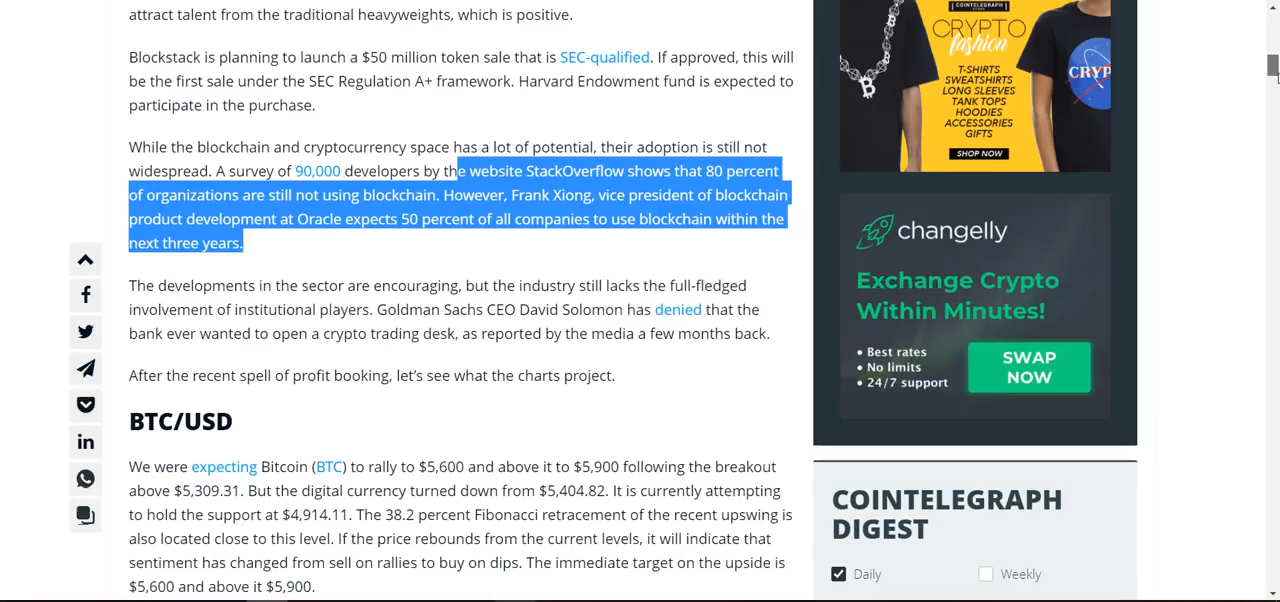 attract talent from the traditional heavyweights, which is positive.
Blockstack is planning to launch a $50 million token sale that is SEC-qualified. If approved, this will
be the first sale under the SEC Regulation A+ framework. Harvard Endowment fund is expected to
participate in the purchase.
While the blockchain and cryptocurrency space has a lot of potential, their adoption is still not
widespread. A survey of 90,000 developers by the website StackOverflow shows that 80 percent
of organizations are still not using blockchain. However, Frank Xiong, vice president of blockchain
product development at Oracle expects 50 percent of all companies to use blockchain within the
next three years.
The developments in the sector are encouraging, but the industry still lacks the full-fledged
involvement of institutional players. Goldman Sachs CEO David Solomon has denied that the
bank ever wanted to open a crypto trading desk, as reported by the media a few months back.
After the recent spell of profit booking, let’s see what the charts project.
BTC/USD
We were expecting Bitcoin (BTC) to rally to $5,600 and above it to $5,900 following the breakout
above $5,309.31. But the digital currency turned down from $5,404.82. It is currently attempting
to hold the support at $4,914.11. The 38.2 percent Fibonacci retracement of the recent upswing is
also located close to this level. If the price rebounds from the current levels, it will indicate that
sentiment has changed from sell on rallies to buy on dips. The immediate target on the upside is
$5,600 and above it $5,900.
COINTELEGRAPH
CRYPTO
fashion
T-SHIRTS
SWEATSHIRTS
LONG SLEEVES
TANK TOPS
HOODIES
ACCESSORIES
GIFTS
SHOP NOW
CRYP
changelly
Exchange Crypto
Within Minutes!
• Best rates
• No limits
• 24/7 support
SWAP
NOW
COINTELEGRAPH
DIGEST
Daily
Weekly